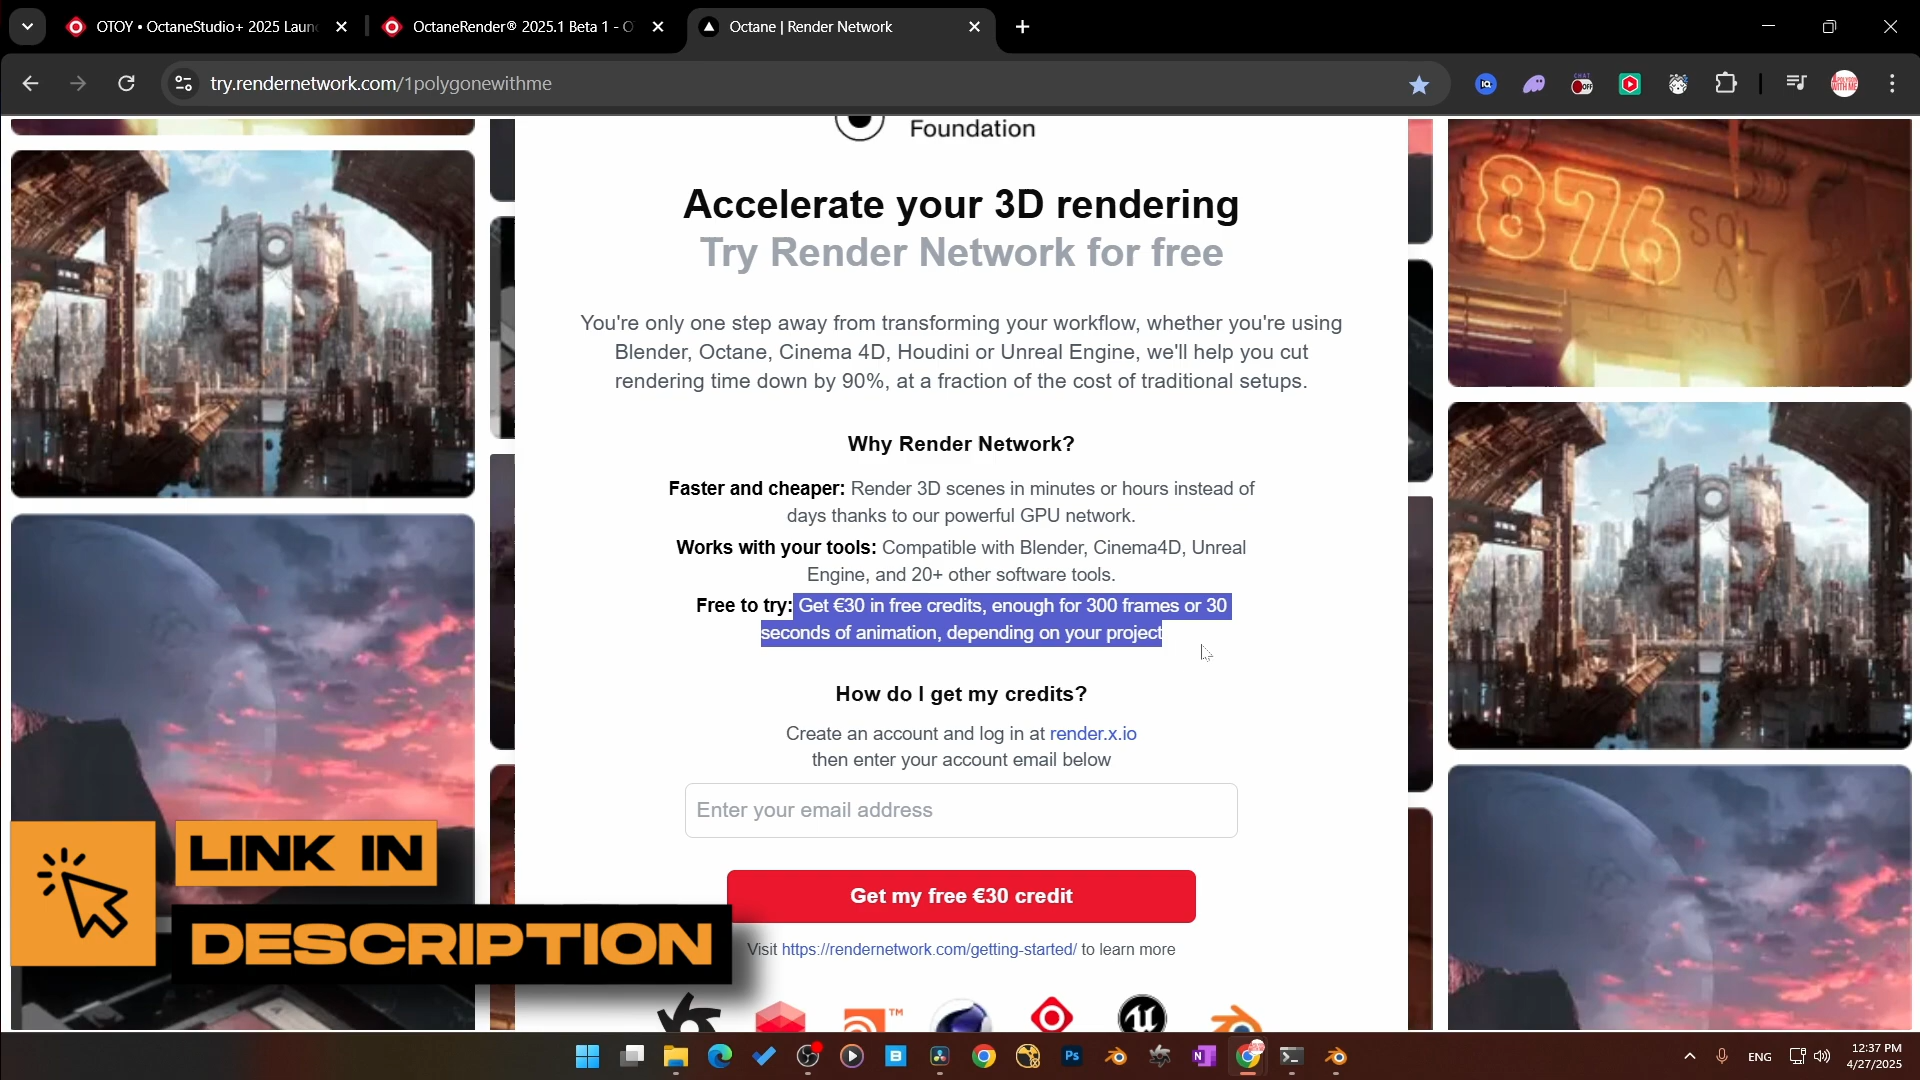 OTOY • OctaneStudio+ 2025 Laun
OctaneRender® 2025.1 Beta 1 - O
Octane | Render Network
try.rendernetwork.com/1polygonewithme
Foundation
Accelerate your 3D rendering
Try Render Network for free
You're only one step away from transforming your workflow, whether you're using
Blender, Octane, Cinema 4D, Houdini or Unreal Engine, we'll help you cut
rendering time down by 90%, at a fraction of the cost of traditional setups.
Why Render Network?
Faster and cheaper: Render 3D scenes in minutes or hours instead of
days thanks to our powerful GPU network.
Works with your tools: Compatible with Blender, Cinema4D, Unreal
Engine, and 20+ other software tools.
Free to try: Get €30 in free credits, enough for 300 frames or 30
seconds of animation, depending on your project
How do I get my credits?
Create an account and log in at render.x.io
then enter your account email below
Enter your email address
Get my free €30 credit
Visit https://rendernetwork.com/getting-started/ to learn more
LINK IN
DESCRIPTION
876
SOL
ENG
12:37 PM
4/27/2025